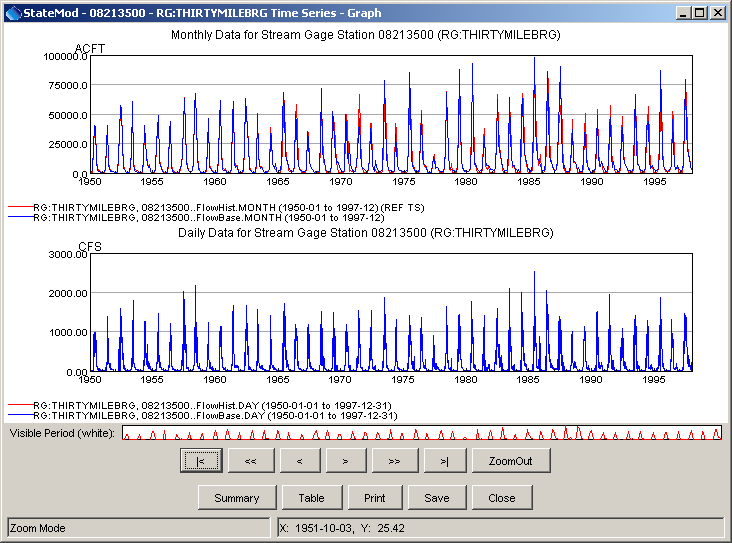 StateMod - 08213500 - RG:THIRTYMILEBRG Time Series - Graph
Monthly Data for Stream Gage Station 08213500 (RG:THIRTYMILEBRG)
ACFT
100000.0
75000.0
50000.0
25000.0
0.0
1950 1955 1960 1965 1970 1975 1980 1985 1990 1995
RG:THIRTYMILEBRG, 08213500..FlowHist.MONTH (1950-01 to 1997-12) (REF TS)
RG:THIRTYMILEBRG, 08213500..FlowBase.MONTH (1950-01 to 1997-12)
Daily Data for Stream Gage Station 08213500 (RG:THIRTYMILEBRG)
CFS
3000.00
2000.00
1000.00
0.00
1950 1955 1960 1965 1970 1975 1980 1985 1990 1995
RG:THIRTYMILEBRG, 08213500..FlowHist.DAY (1950-01-01 to 1997-12-31)
RG:THIRTYMILEBRG, 08213500..FlowBase.DAY (1950-01-01 to 1997-12-31)
Visible Period (white):
|< << < > >> >| ZoomOut
Summary Table Print Save Close
Zoom Mode X: 1951-10-03, Y: 25.42